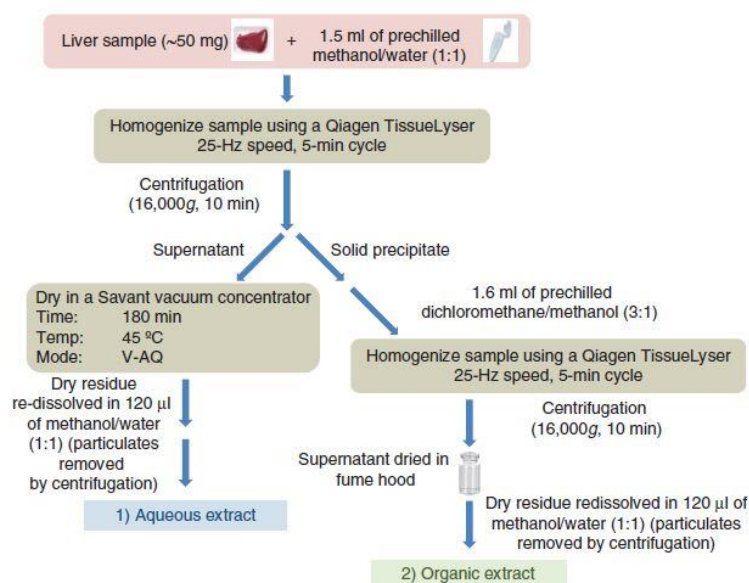 Liver sample (~50 mg) + 1.5 ml of prechilled
methanol/water (1:1)
Homogenize sample using a Qiagen TissueLyser
25-Hz speed, 5-min cycle
Centrifugation
(16,000g, 10 min)
Supernatant
Solid precipitate
Dry in a Savant vacuum concentrator
Time: 180 min
Temp: 45 ºC
Mode: V-AQ
Dry residue
re-dissolved in 120 µl
of methanol/water
(1:1) (particulates
removed
by centrifugation)
1) Aqueous extract
1.6 ml of prechilled
dichloromethane/methanol (3:1)
Homogenize sample using a Qiagen TissueLyser
25-Hz speed, 5-min cycle
Centrifugation
(16,000g, 10 min)
Supernatant dried in
fume hood
Dry residue redissolved in 120 µl of
methanol/water (1:1) (particulates
removed by centrifugation)
2) Organic extract